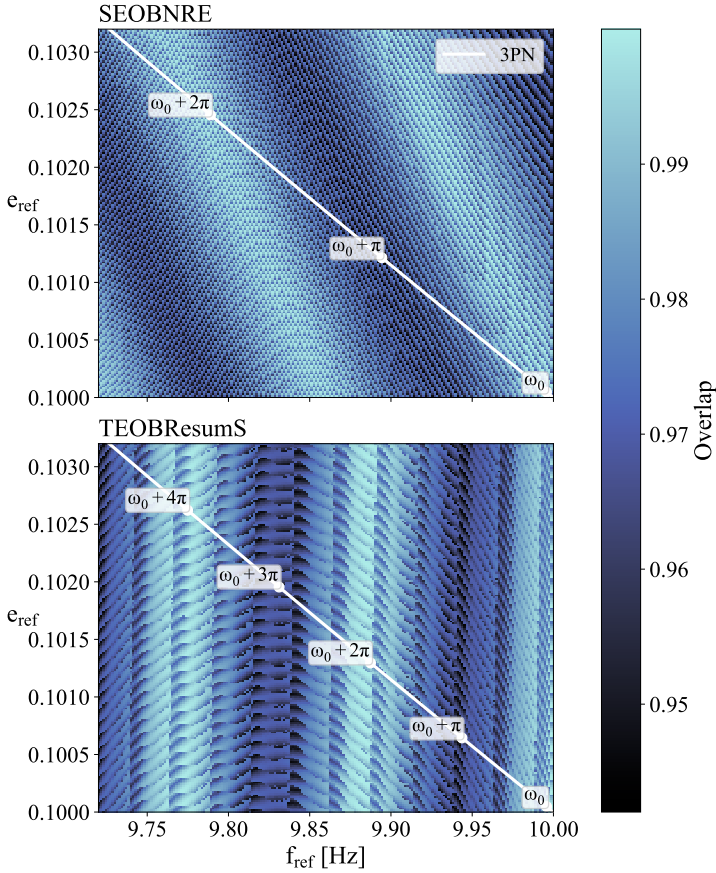 SEOBNRE
3PN
ω₀ + 2π
ω₀ + π
ω₀
0.1030
0.1025
0.1020
0.1015
0.1010
0.1005
0.1000
e_ref
TEOBResumS
ω₀ + 4π
ω₀ + 3π
ω₀ + 2π
ω₀ + π
ω₀
0.1030
0.1025
0.1020
0.1015
0.1010
0.1005
0.1000
e_ref
9.75 9.80 9.85 9.90 9.95 10.00
f_ref [Hz]
0.99
0.98
0.97
0.96
0.95
Overlap